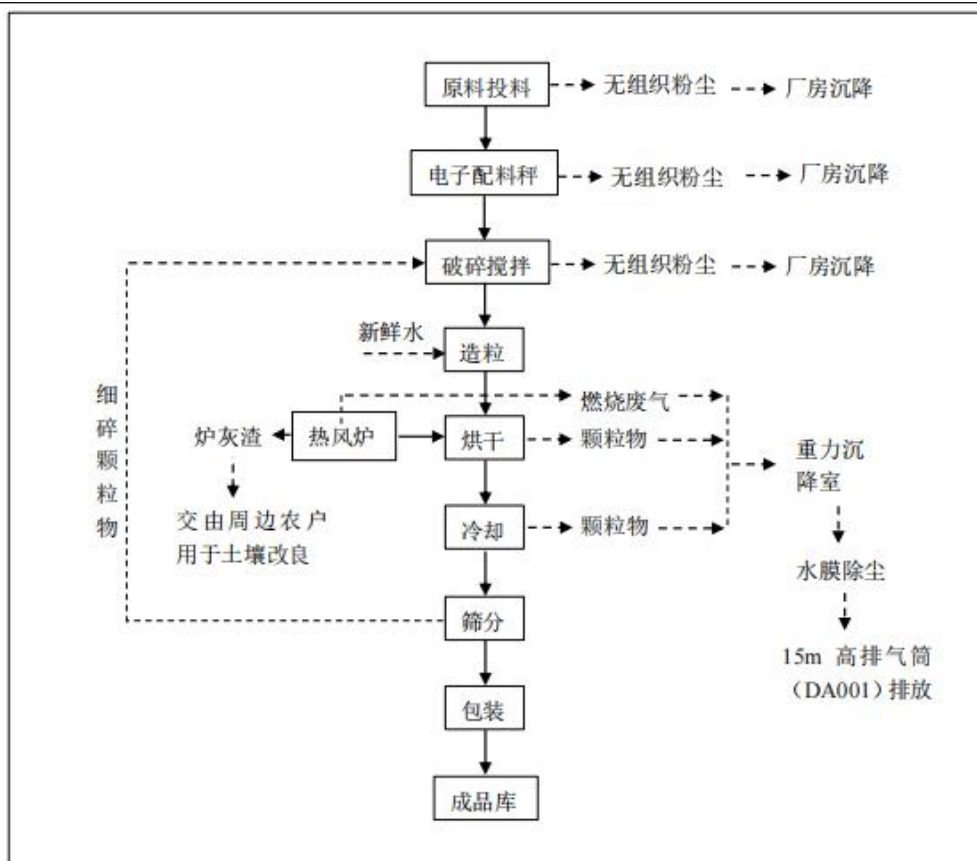 原料投料
无组织粉尘
厂房沉降
电子配料秤
无组织粉尘
厂房沉降
破碎搅拌
无组织粉尘
厂房沉降
新鲜水
造粒
细碎颗粒物
燃烧废气
炉灰渣
热风炉
烘干
颗粒物
重力沉
降室
交由周边农户
用于土壤改良
冷却
颗粒物
水膜除尘
筛分
15m 高排气筒
（DA001）排放
包装
成品库